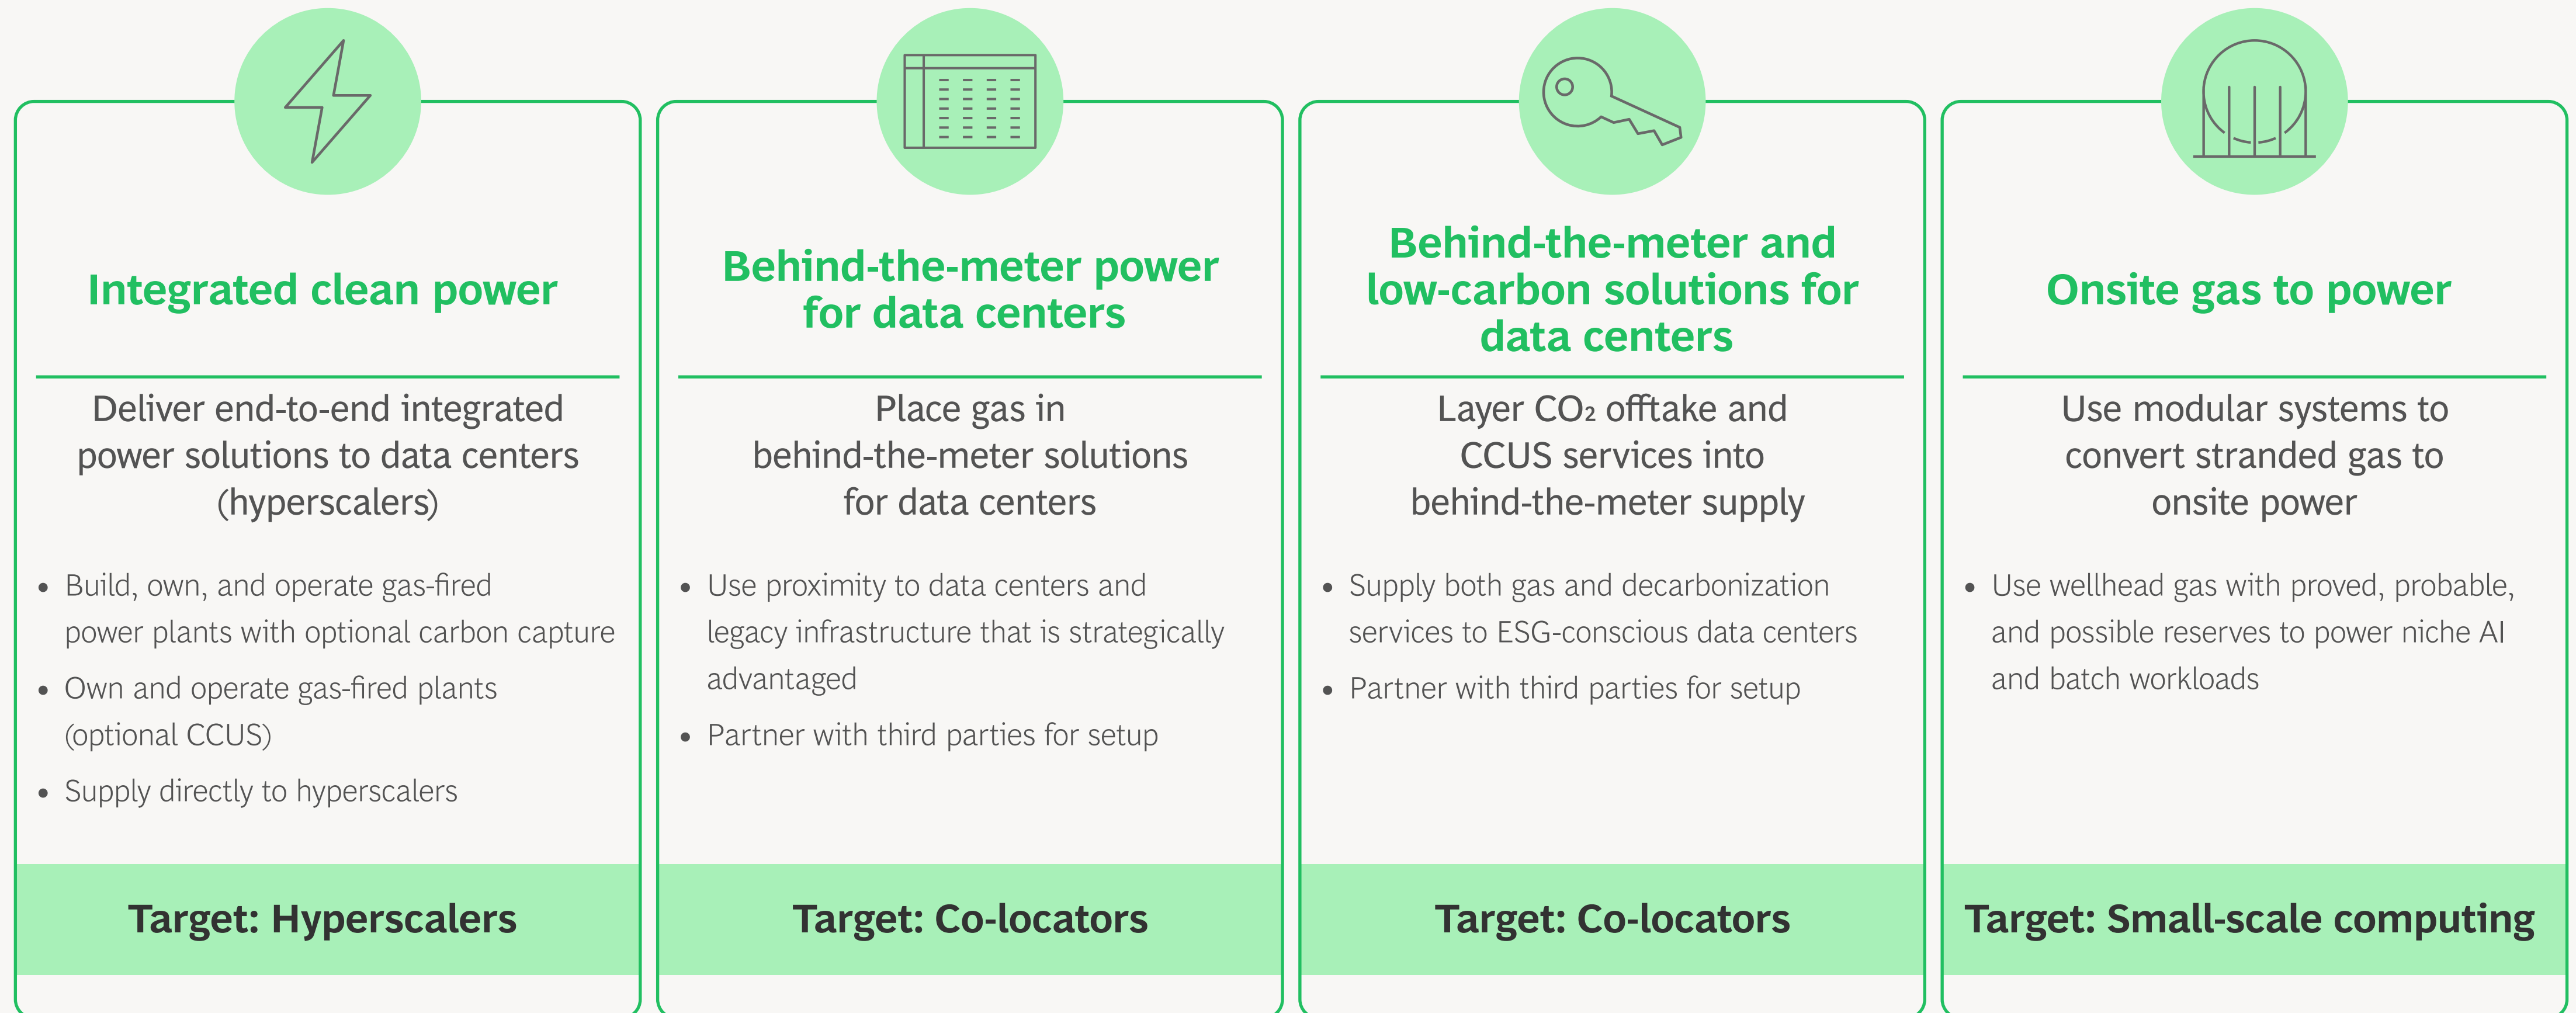 Integrated clean power
Deliver end-to-end integrated
power solutions to data centers
(hyperscalers)
• Build, own, and operate gas-fired
power plants with optional carbon capture
• Own and operate gas-fired plants
(optional CCUS)
• Supply directly to hyperscalers
Target: Hyperscalers
Behind-the-meter power
for data centers
Place gas in
behind-the-meter solutions
for data centers
• Use proximity to data centers and
legacy infrastructure that is strategically
advantaged
• Partner with third parties for setup
Target: Co-locators
Behind-the-meter and
low-carbon solutions for
data centers
Layer CO₂ offtake and
CCUS services into
behind-the-meter supply
• Supply both gas and decarbonization
services to ESG-conscious data centers
• Partner with third parties for setup
Target: Co-locators
Onsite gas to power
Use modular systems to
convert stranded gas to
onsite power
• Use wellhead gas with proved, probable,
and possible reserves to power niche AI
and batch workloads
Target: Small-scale computing